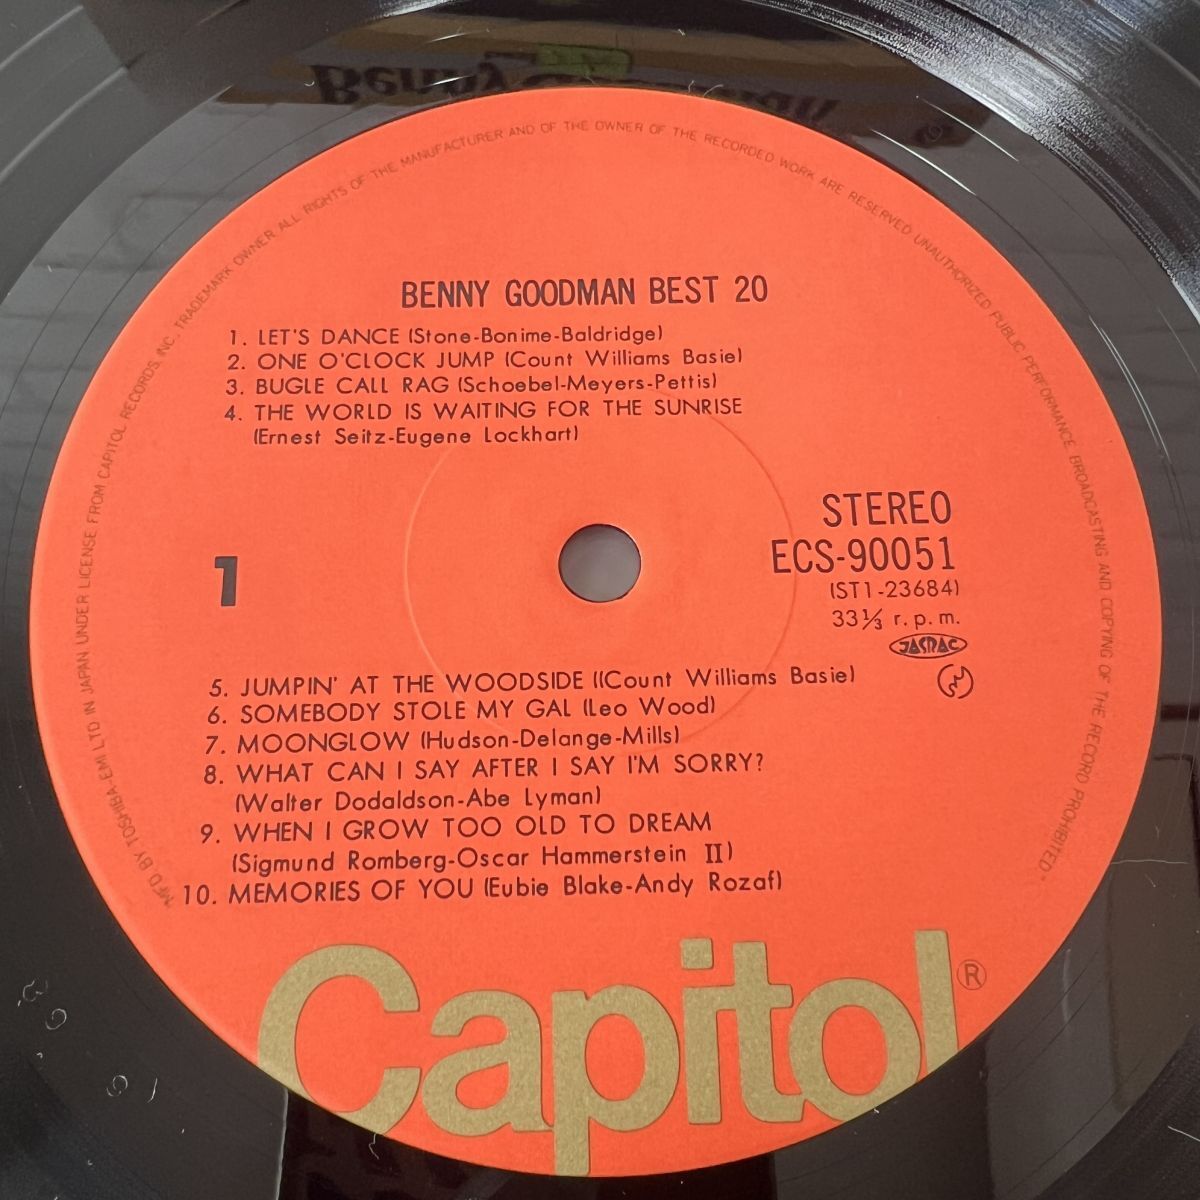 BENNY GOODMAN BEST 20
1. LET'S DANCE (Stone-Bonime-Baldridge)
2. ONE O'CLOCK JUMP (Count Williams Basie)
3. BUGLE CALL RAG (Schoebel-Meyers-Pettis)
4. THE WORLD IS WAITING FOR THE SUNRISE
(Ernest Seitz-Eugene Lockhart)
1
STEREO
ECS-90051
(ST1-23684)
33⅓ r. p. m.
JASRAC
5. JUMPIN' AT THE WOODSIDE ((Count Williams Basie)
6. SOMEBODY STOLE MY GAL (Leo Wood)
7. MOONGLOW (Hudson-Delange-Mills)
8. WHAT CAN I SAY AFTER I SAY I'M SORRY?
(Walter Dodaldson-Abe Lyman)
9. WHEN I GROW TOO OLD TO DREAM
(Sigmund Romberg-Oscar Hammerstein II)
10. MEMORIES OF YOU (Eubie Blake-Andy Rozaf)
Capitol®
MFD BY TOSHIBA-EMI LTD IN JAPAN UNDER LICENSE FROM CAPITOL RECORDS, INC., TRADEMARK OWNER ALL RIGHTS OF THE MANUFACTURER AND OF THE OWNER OF THE RECORDED WORK ARE RESERVED UNAUTHORIZED PUBLIC PERFORMANCE BROADCASTING AND COPYING OF THE RECORD PROHIBITED.
Benny